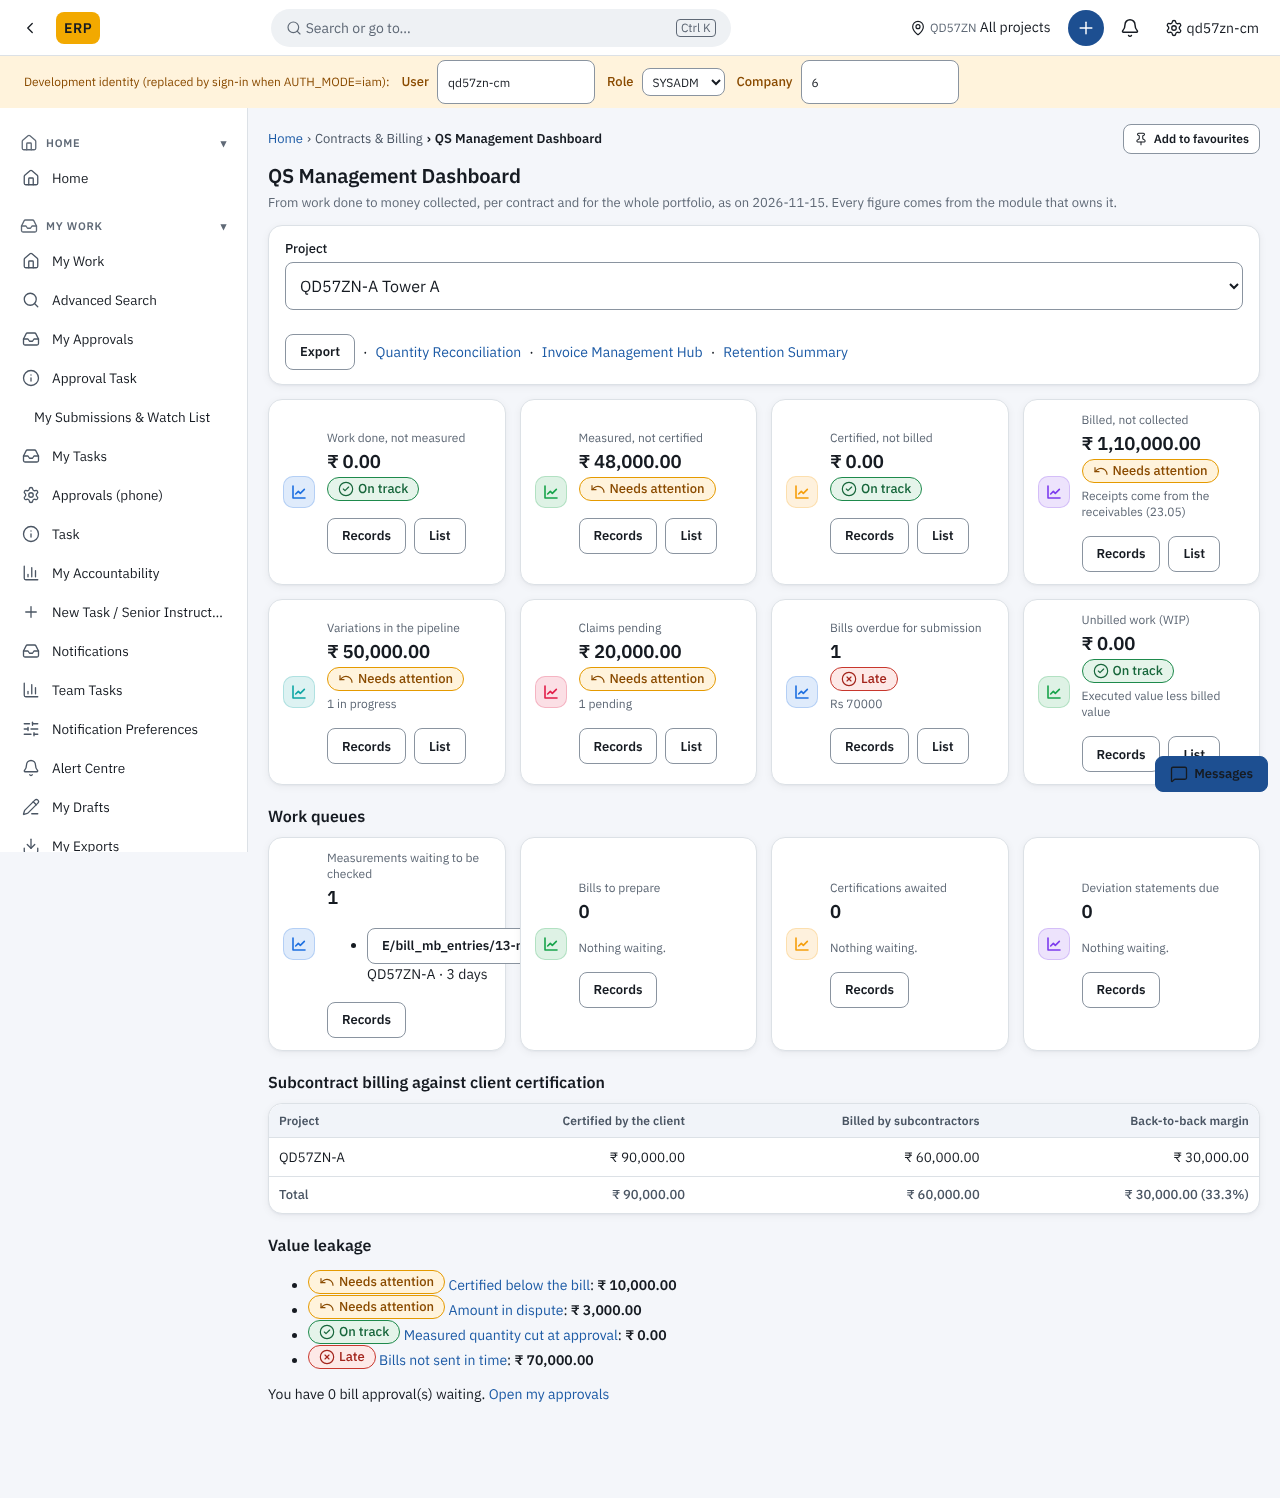 ERP
Search or go to...
Ctrl K
QD57ZN All projects
qd57zn-cm
Development identity (replaced by sign-in when AUTH_MODE=iam):
User
qd57zn-cm
Role
SYSADM
Company
6
HOME
Home
MY WORK
My Work
Advanced Search
My Approvals
Approval Task
My Submissions & Watch List
My Tasks
Approvals (phone)
Task
My Accountability
New Task / Senior Instruct...
Notifications
Team Tasks
Notification Preferences
Alert Centre
My Drafts
My Exports
Home › Contracts & Billing › QS Management Dashboard
Add to favourites
QS Management Dashboard
From work done to money collected, per contract and for the whole portfolio, as on 2026-11-15. Every figure comes from the module that owns it.
Project
QD57ZN-A Tower A
Export · Quantity Reconciliation · Invoice Management Hub · Retention Summary
Work done, not measured
₹ 0.00
On track
Records
List
Measured, not certified
₹ 48,000.00
Needs attention
Records
List
Certified, not billed
₹ 0.00
On track
Records
List
Billed, not collected
₹ 1,10,000.00
Needs attention
Receipts come from the
receivables (23.05)
Records
List
Variations in the pipeline
₹ 50,000.00
Needs attention
1 in progress
Records
List
Claims pending
₹ 20,000.00
Needs attention
1 pending
Records
List
Bills overdue for submission
1
Late
Rs 70000
Records
List
Unbilled work (WIP)
₹ 0.00
On track
Executed value less billed
value
Records
List
Messages
Work queues
Measurements waiting to be
checked
1
E/bill_mb_entries/13-
QD57ZN-A · 3 days
Records
Bills to prepare
0
Nothing waiting.
Records
Certifications awaited
0
Nothing waiting.
Records
Deviation statements due
0
Nothing waiting.
Records
Subcontract billing against client certification
Project Certified by the client Billed by subcontractors Back-to-back margin
QD57ZN-A ₹ 90,000.00 ₹ 60,000.00 ₹ 30,000.00
Total ₹ 90,000.00 ₹ 60,000.00 ₹ 30,000.00 (33.3%)
Value leakage
Needs attention Certified below the bill: ₹ 10,000.00
Needs attention Amount in dispute: ₹ 3,000.00
On track Measured quantity cut at approval: ₹ 0.00
Late Bills not sent in time: ₹ 70,000.00
You have 0 bill approval(s) waiting. Open my approvals